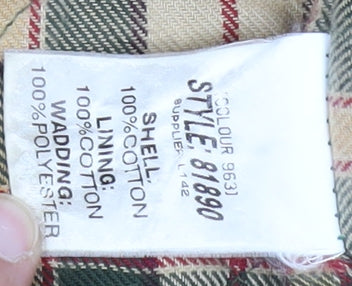 COLOUR 963
STYLE; 81890
SUPPLIER L142
SHELL:
100%COTTON
LINING:
100%COTTON
WADDING:
100%POLYESTER